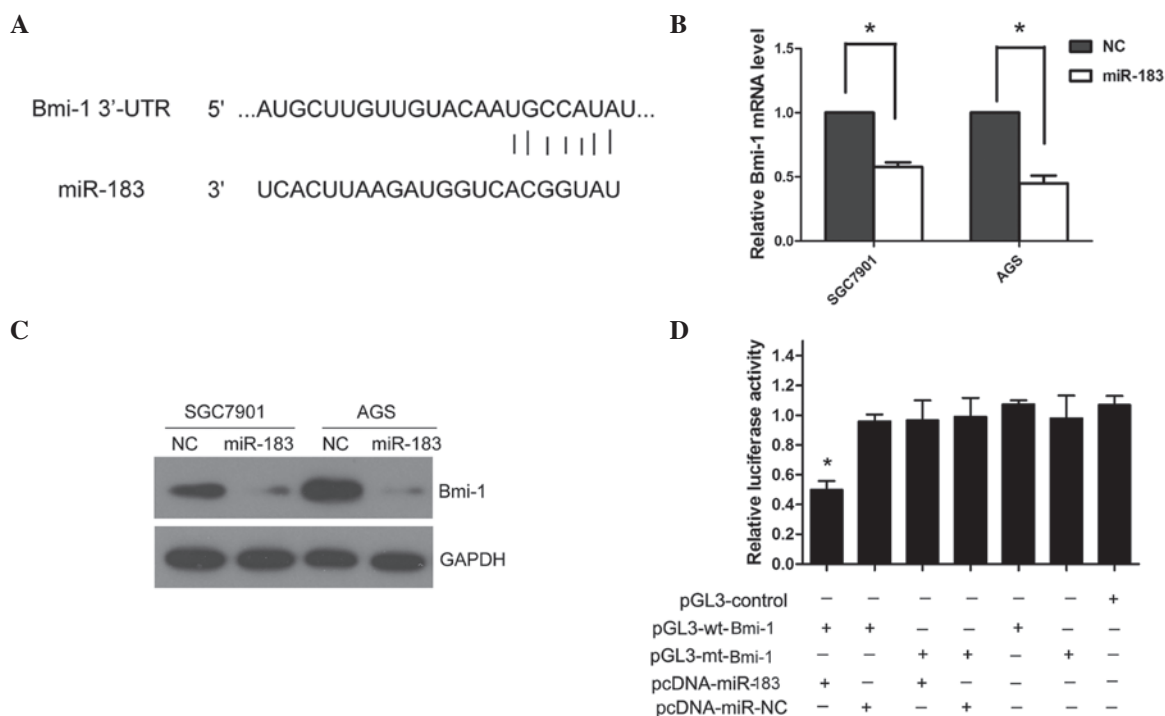 A
Bmi-1 3'-UTR 5' ...AUGCUUGUUGUACAAUGCCAUAU...
miR-183 3' UCACUUAAGAUGGUCACGGUAU
B
Relative Bmi-1 mRNA level
1.5
1.0
0.5
0.0
* *
NC
miR-183
SGC7901
AGS
C
SGC7901 AGS
NC miR-183 NC miR-183
Bmi-1
GAPDH
D
Relative luciferase activity
1.4
1.2
1.0
0.8
0.6
0.4
0.2
0.0
*
pGL3-control − − − − − − +
pGL3-wt-Bmi-1 + + − − + − −
pGL3-mt-Bmi-1 − − + + − + −
pcDNA-miR-183 + − + − − − −
pcDNA-miR-NC − + − + − − −